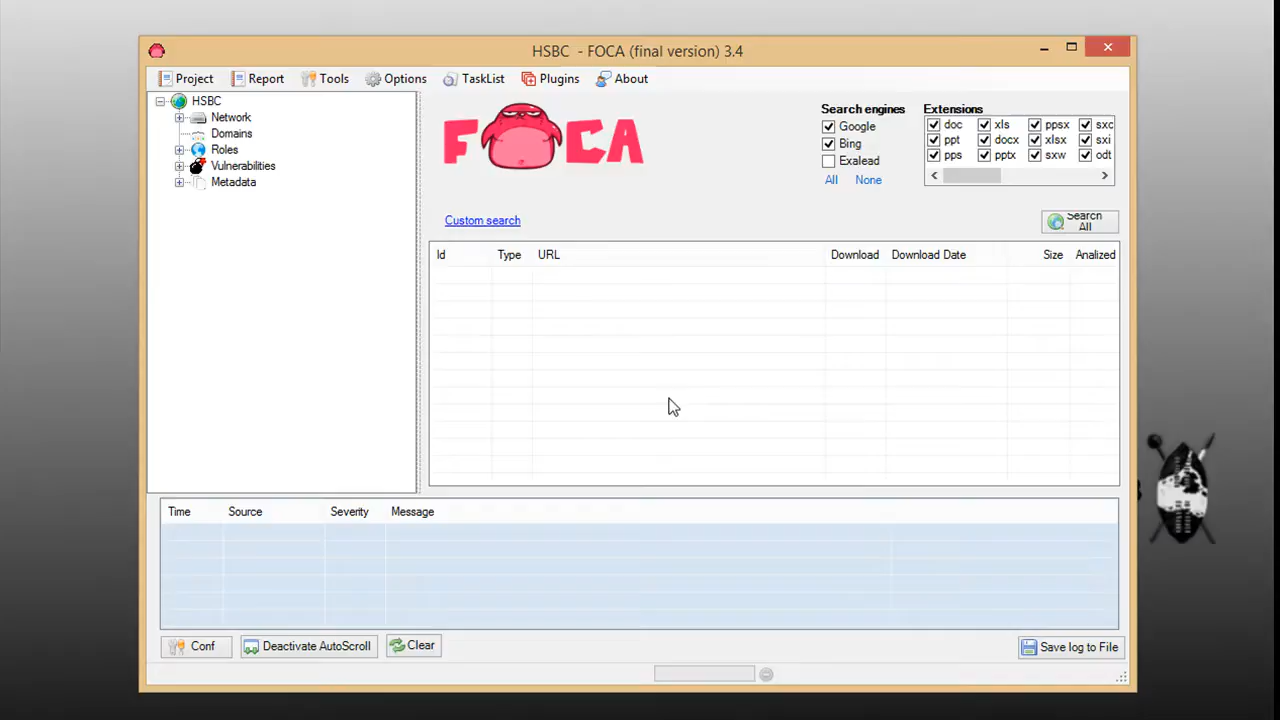 HSBC - FOCA (final version) 3.4
Project Report Tools Options TaskList Plugins About
HSBC
Network
Domains
Roles
Vulnerabilities
Metadata
FOCA
Search engines
Google
Bing
Exalead
All None
Extensions
doc xls ppsx sxc
ppt docx xlsx sxi
pps pptx sxw odt
Custom search
Search All
Id Type URL Download Download Date Size Analized
Time Source Severity Message
Conf Deactivate AutoScroll Clear Save log to File